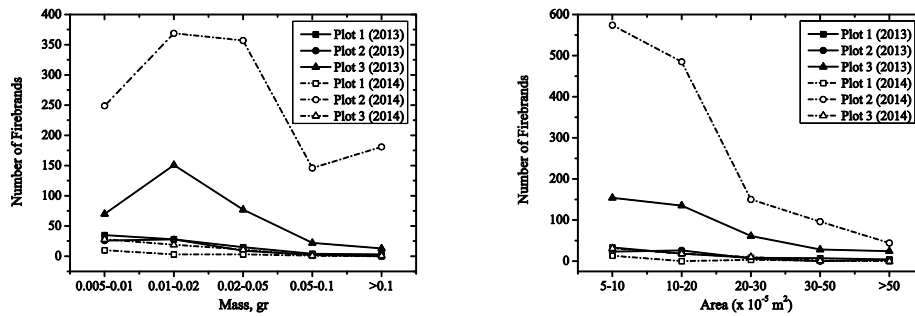 400
350
300
250
200
150
100
50
0
Number of Firebrands
Plot 1 (2013)
Plot 2 (2013)
Plot 3 (2013)
Plot 1 (2014)
Plot 2 (2014)
Plot 3 (2014)
0.005-0.01 0.01-0.02 0.02-0.05 0.05-0.1 >0.1
Mass, gr
600
500
400
300
200
100
0
Number of Firebrands
Plot 1 (2013)
Plot 2 (2013)
Plot 3 (2013)
Plot 1 (2014)
Plot 2 (2014)
Plot 3 (2014)
5-10 10-20 20-30 30-50 >50
Area (x 10⁻⁵ m²)